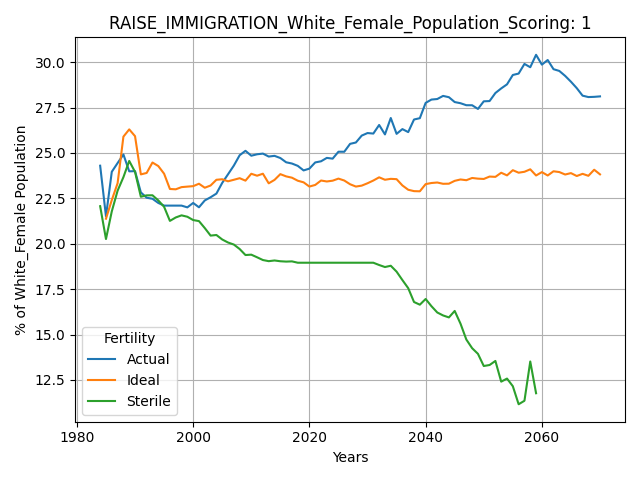 RAISE_IMMIGRATION_White_Female_Population_Scoring: 1
% of White_Female Population
30.0
27.5
25.0
22.5
20.0
17.5
15.0
12.5
Fertility
Actual
Ideal
Sterile
1980 2000 2020 2040 2060
Years